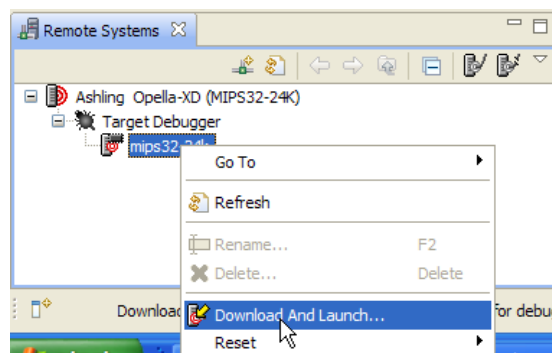 Remote Systems
Ashling Opella-XD (MIPS32-24K)
Target Debugger
mips32-24k
Go To
Refresh
Rename... F2
Delete... Delete
Download And Launch...
for debu
Reset